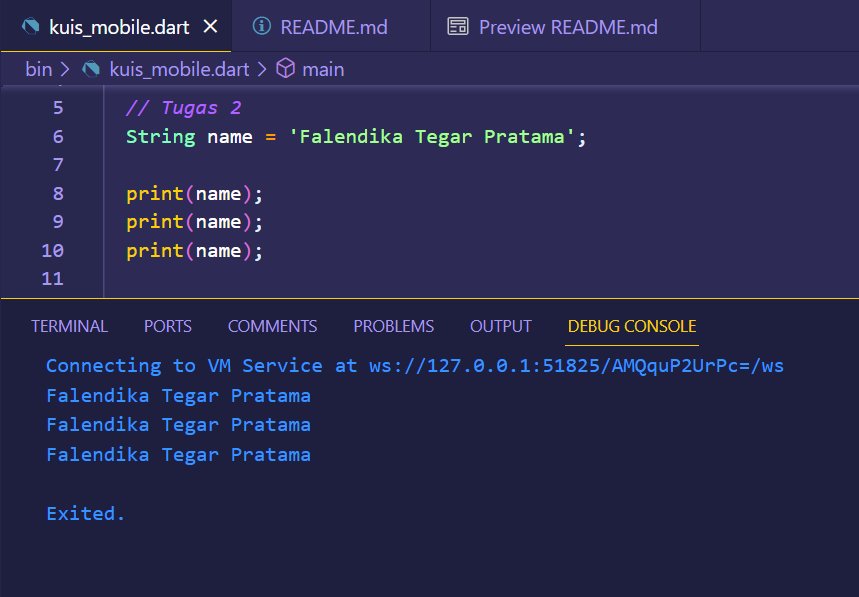 kuis_mobile.dart README.md Preview README.md
bin > kuis_mobile.dart > main
5 // Tugas 2
6 String name = 'Falendika Tegar Pratama';
7
8 print(name);
9 print(name);
10 print(name);
11
TERMINAL PORTS COMMENTS PROBLEMS OUTPUT DEBUG CONSOLE
Connecting to VM Service at ws://127.0.0.1:51825/AMQquP2UrPc=/ws
Falendika Tegar Pratama
Falendika Tegar Pratama
Falendika Tegar Pratama
Exited.